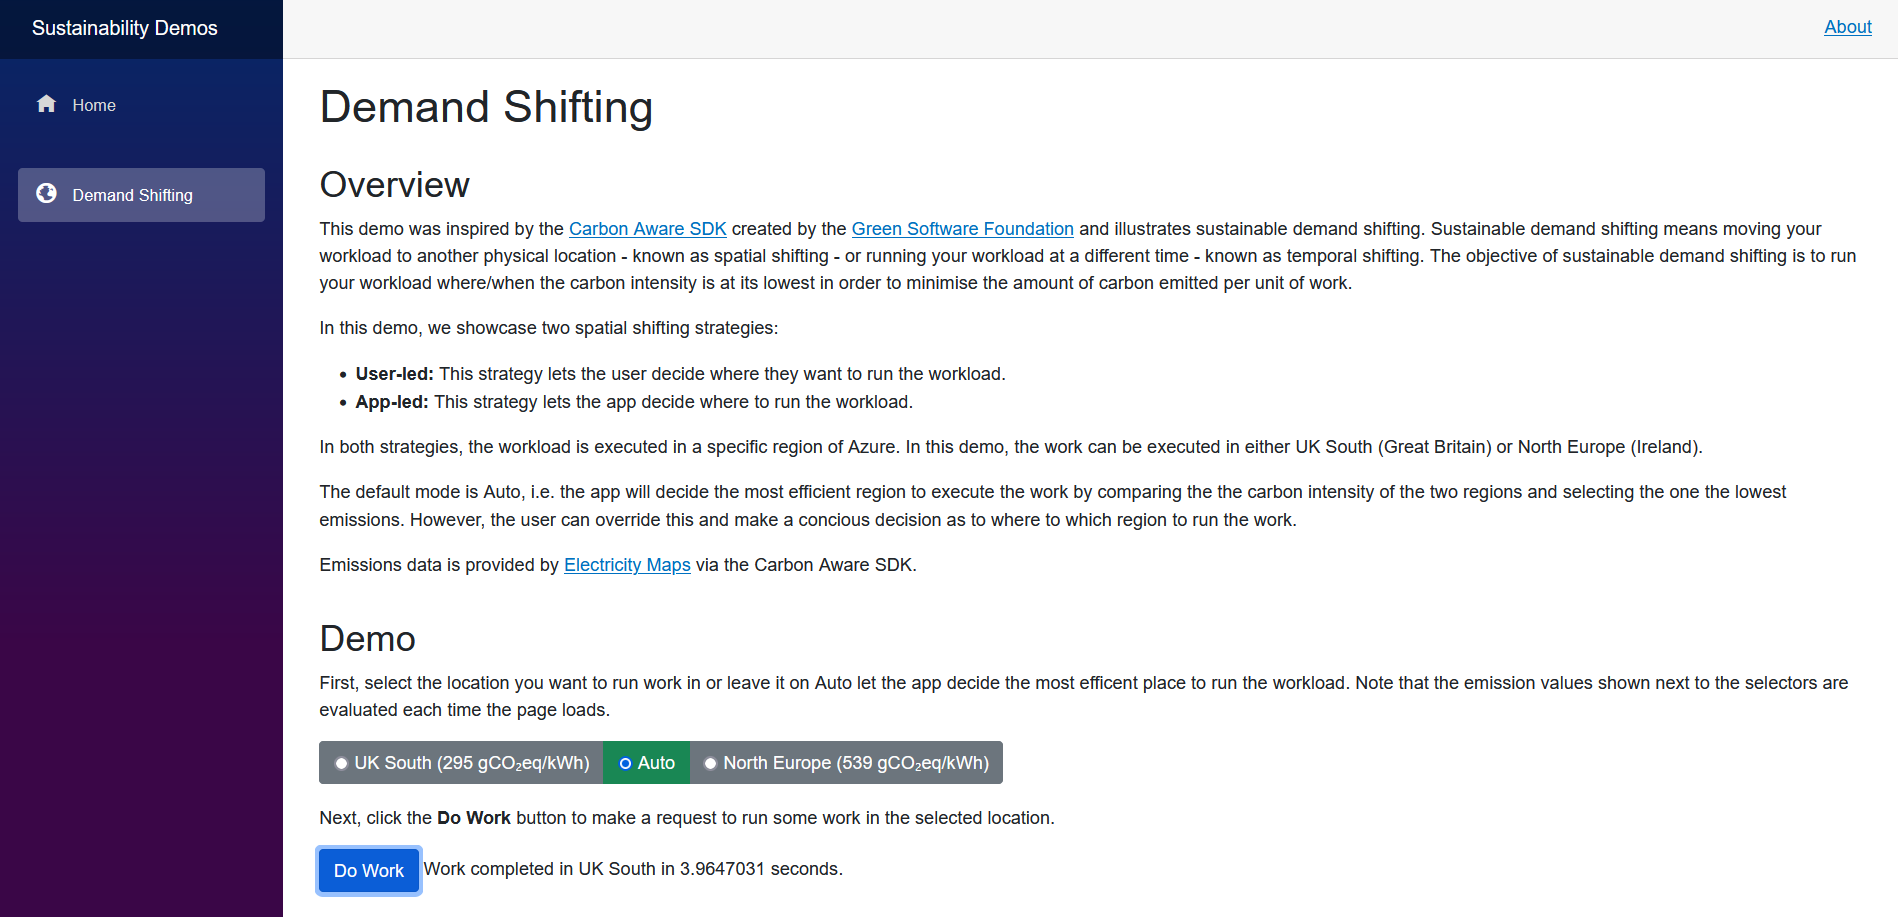 Sustainability Demos
About
Home
Demand Shifting
Demand Shifting
Overview
This demo was inspired by the Carbon Aware SDK created by the Green Software Foundation and illustrates sustainable demand shifting. Sustainable demand shifting means moving your
workload to another physical location - known as spatial shifting - or running your workload at a different time - known as temporal shifting. The objective of sustainable demand shifting is to run
your workload where/when the carbon intensity is at its lowest in order to minimise the amount of carbon emitted per unit of work.
In this demo, we showcase two spatial shifting strategies:
• User-led: This strategy lets the user decide where they want to run the workload.
• App-led: This strategy lets the app decide where to run the workload.
In both strategies, the workload is executed in a specific region of Azure. In this demo, the work can be executed in either UK South (Great Britain) or North Europe (Ireland).
The default mode is Auto, i.e. the app will decide the most efficient region to execute the work by comparing the the carbon intensity of the two regions and selecting the one the lowest
emissions. However, the user can override this and make a concious decision as to where to which region to run the work.
Emissions data is provided by Electricity Maps via the Carbon Aware SDK.
Demo
First, select the location you want to run work in or leave it on Auto let the app decide the most efficent place to run the workload. Note that the emission values shown next to the selectors are
evaluated each time the page loads.
UK South (295 gCO₂eq/kWh) Auto North Europe (539 gCO₂eq/kWh)
Next, click the Do Work button to make a request to run some work in the selected location.
Do Work Work completed in UK South in 3.9647031 seconds.